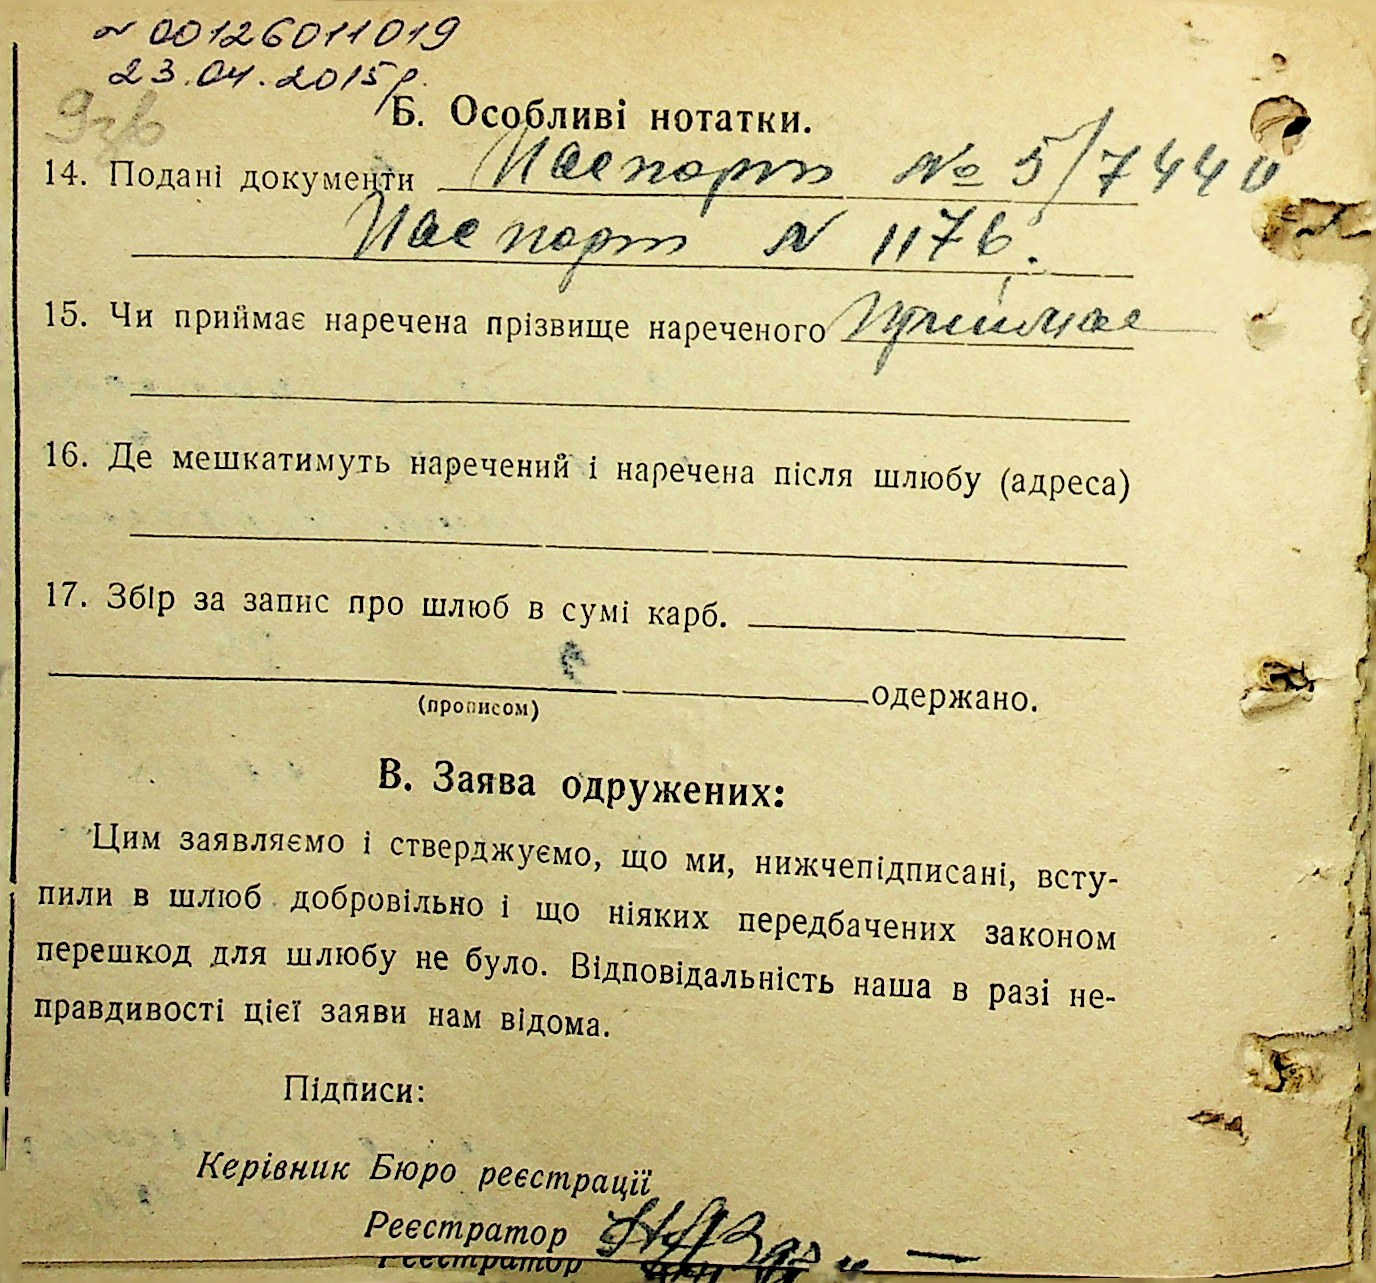 № 00126011019
23.04.2015р.
Б. Особливі нотатки.
14. Подані документи Паспорт № 5/7440
Паспорт N 1176.
15. Чи приймає наречена прізвище нареченого Приймає
16. Де мешкатимуть наречений і наречена після шлюбу (адреса)
17. Збір за запис про шлюб в сумі карб.
одержано.
(прописом)
В. Заява одружених:
Цим заявляємо і стверджуємо, що ми, нижчепідписані, всту-
пили в шлюб добровільно і що ніяких передбачених законом
перешкод для шлюбу не було. Відповідальність наша в разі не-
правдивості цієї заяви нам відома.
Підписи:
Керівник Бюро реєстрації
Реєстратор
Реєстратор